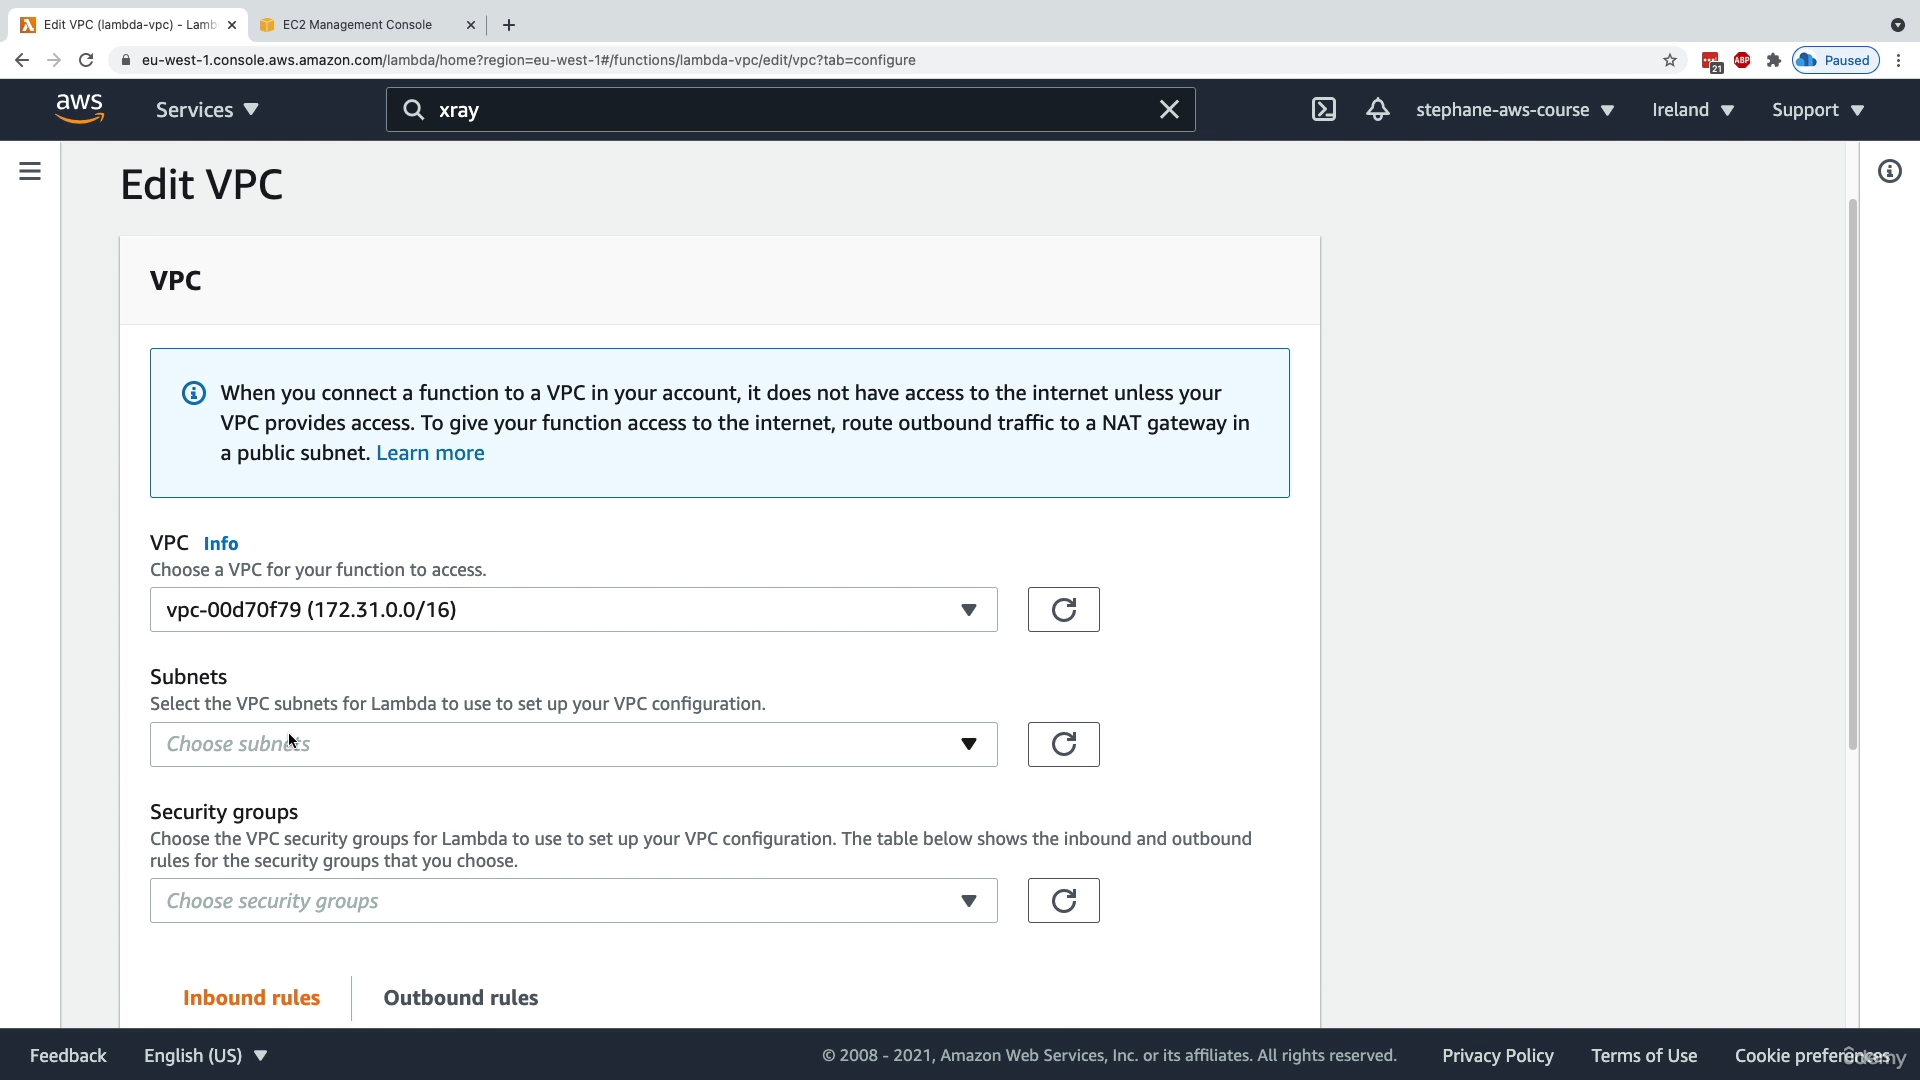 Edit VPC (lambda-vpc) - Lamb
EC2 Management Console
eu-west-1.console.aws.amazon.com/lambda/home?region=eu-west-1#/functions/lambda-vpc/edit/vpc?tab=configure
21
ABP
Paused
aws
Services
xray
stephane-aws-course
Ireland
Support
Edit VPC
VPC
When you connect a function to a VPC in your account, it does not have access to the internet unless your
VPC provides access. To give your function access to the internet, route outbound traffic to a NAT gateway in
a public subnet. Learn more
VPC Info
Choose a VPC for your function to access.
vpc-00d70f79 (172.31.0.0/16)
Subnets
Select the VPC subnets for Lambda to use to set up your VPC configuration.
Choose subnets
Security groups
Choose the VPC security groups for Lambda to use to set up your VPC configuration. The table below shows the inbound and outbound
rules for the security groups that you choose.
Choose security groups
Inbound rules
Outbound rules
Feedback
English (US)
© 2008 - 2021, Amazon Web Services, Inc. or its affiliates. All rights reserved.
Privacy Policy
Terms of Use
Cookie preferences
ûdemy